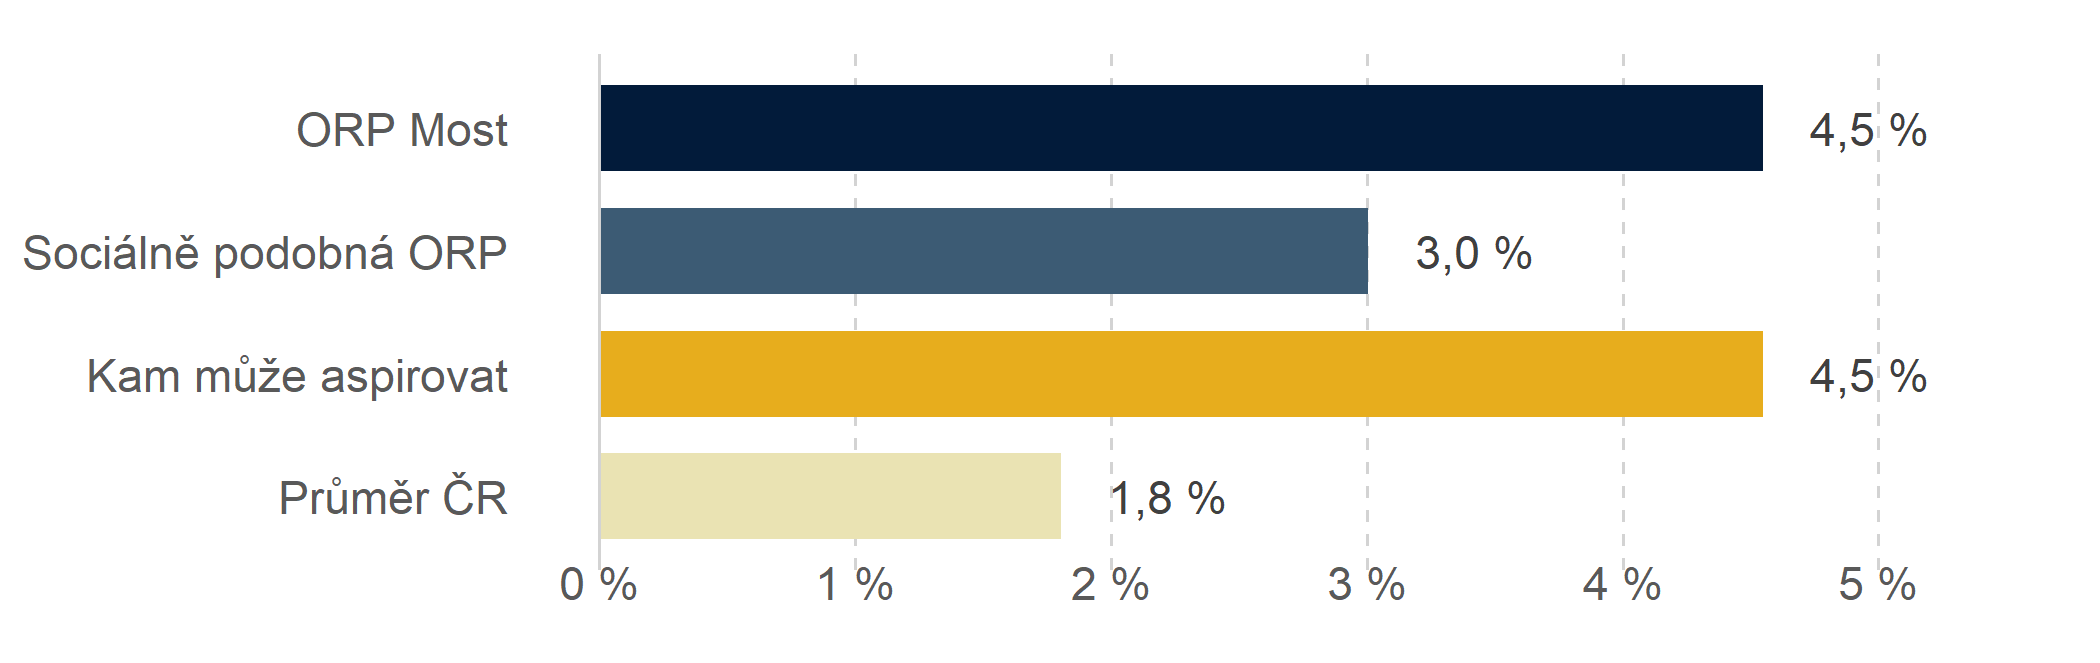 ORP Most 4,5 %
Sociálně podobná ORP 3,0 %
Kam může aspirovat 4,5 %
Průměr ČR 1,8 %
0 % 1 % 2 % 3 % 4 % 5 %